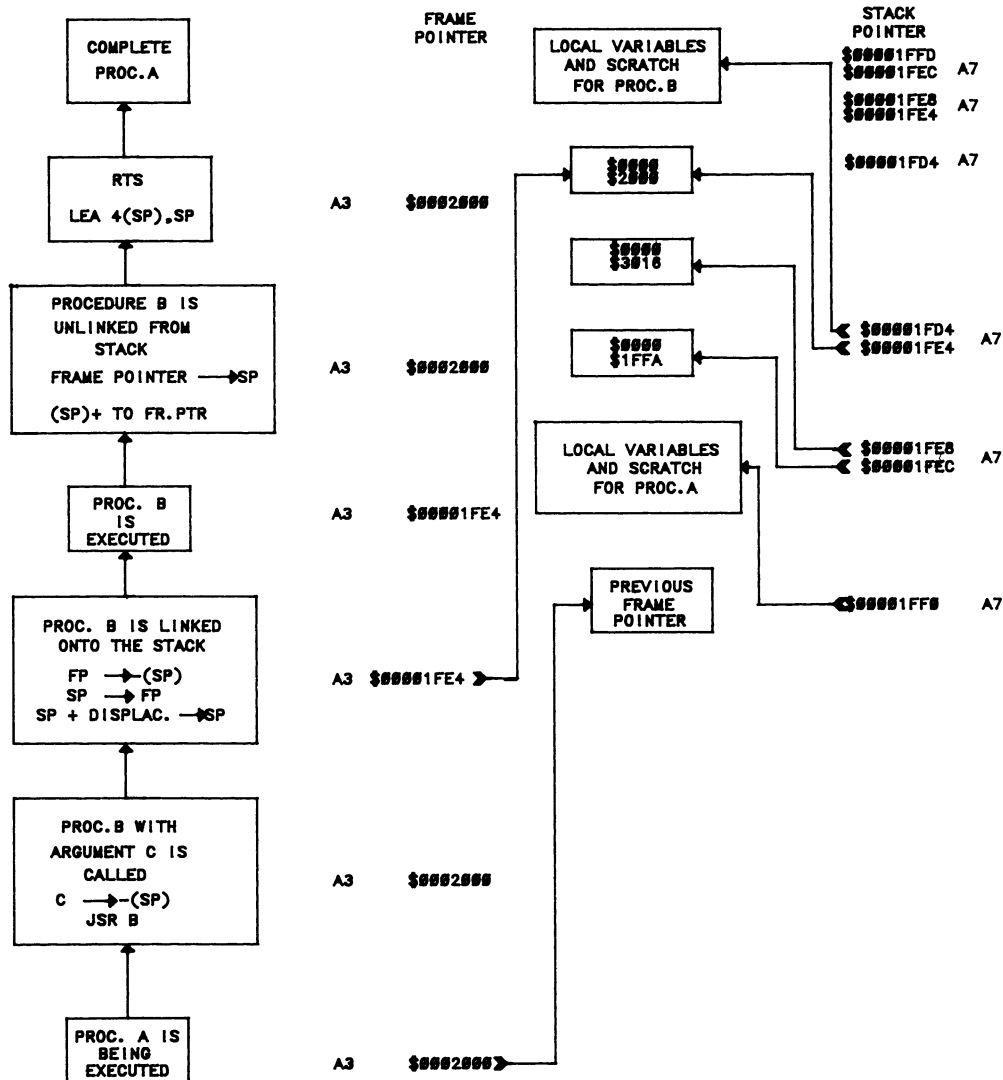 FRAME
POINTER
STACK
POINTER
COMPLETE
PROC.A
LOCAL VARIABLES
AND SCRATCH
FOR PROC.B
$00001FFD
$00001FEC A7
$00001FE8 A7
$00001FE4
$00001FD4 A7
RTS
LEA 4(SP),SP
A3 $0002000
$0000
$2000
$0000
$3016
PROCEDURE B IS
UNLINKED FROM
STACK
FRAME POINTER → SP
(SP)+ TO FR.PTR
A3 $0002000
$0000
$1FFA
$00001FD4 A7
$00001FE4
LOCAL VARIABLES
AND SCRATCH
FOR PROC.A
$00001FE8 A7
$00001FEC
PROC. B
IS
EXECUTED
A3 $00001FE4
PREVIOUS
FRAME
POINTER
$00001FF0 A7
PROC. B IS LINKED
ONTO THE STACK
FP → -(SP)
SP → FP
SP + DISPLAC. → SP
A3 $00001FE4
PROC.B WITH
ARGUMENT C IS
CALLED
C → -(SP)
JSR B
A3 $0002000
PROC. A IS
BEING
EXECUTED
A3 $0002000